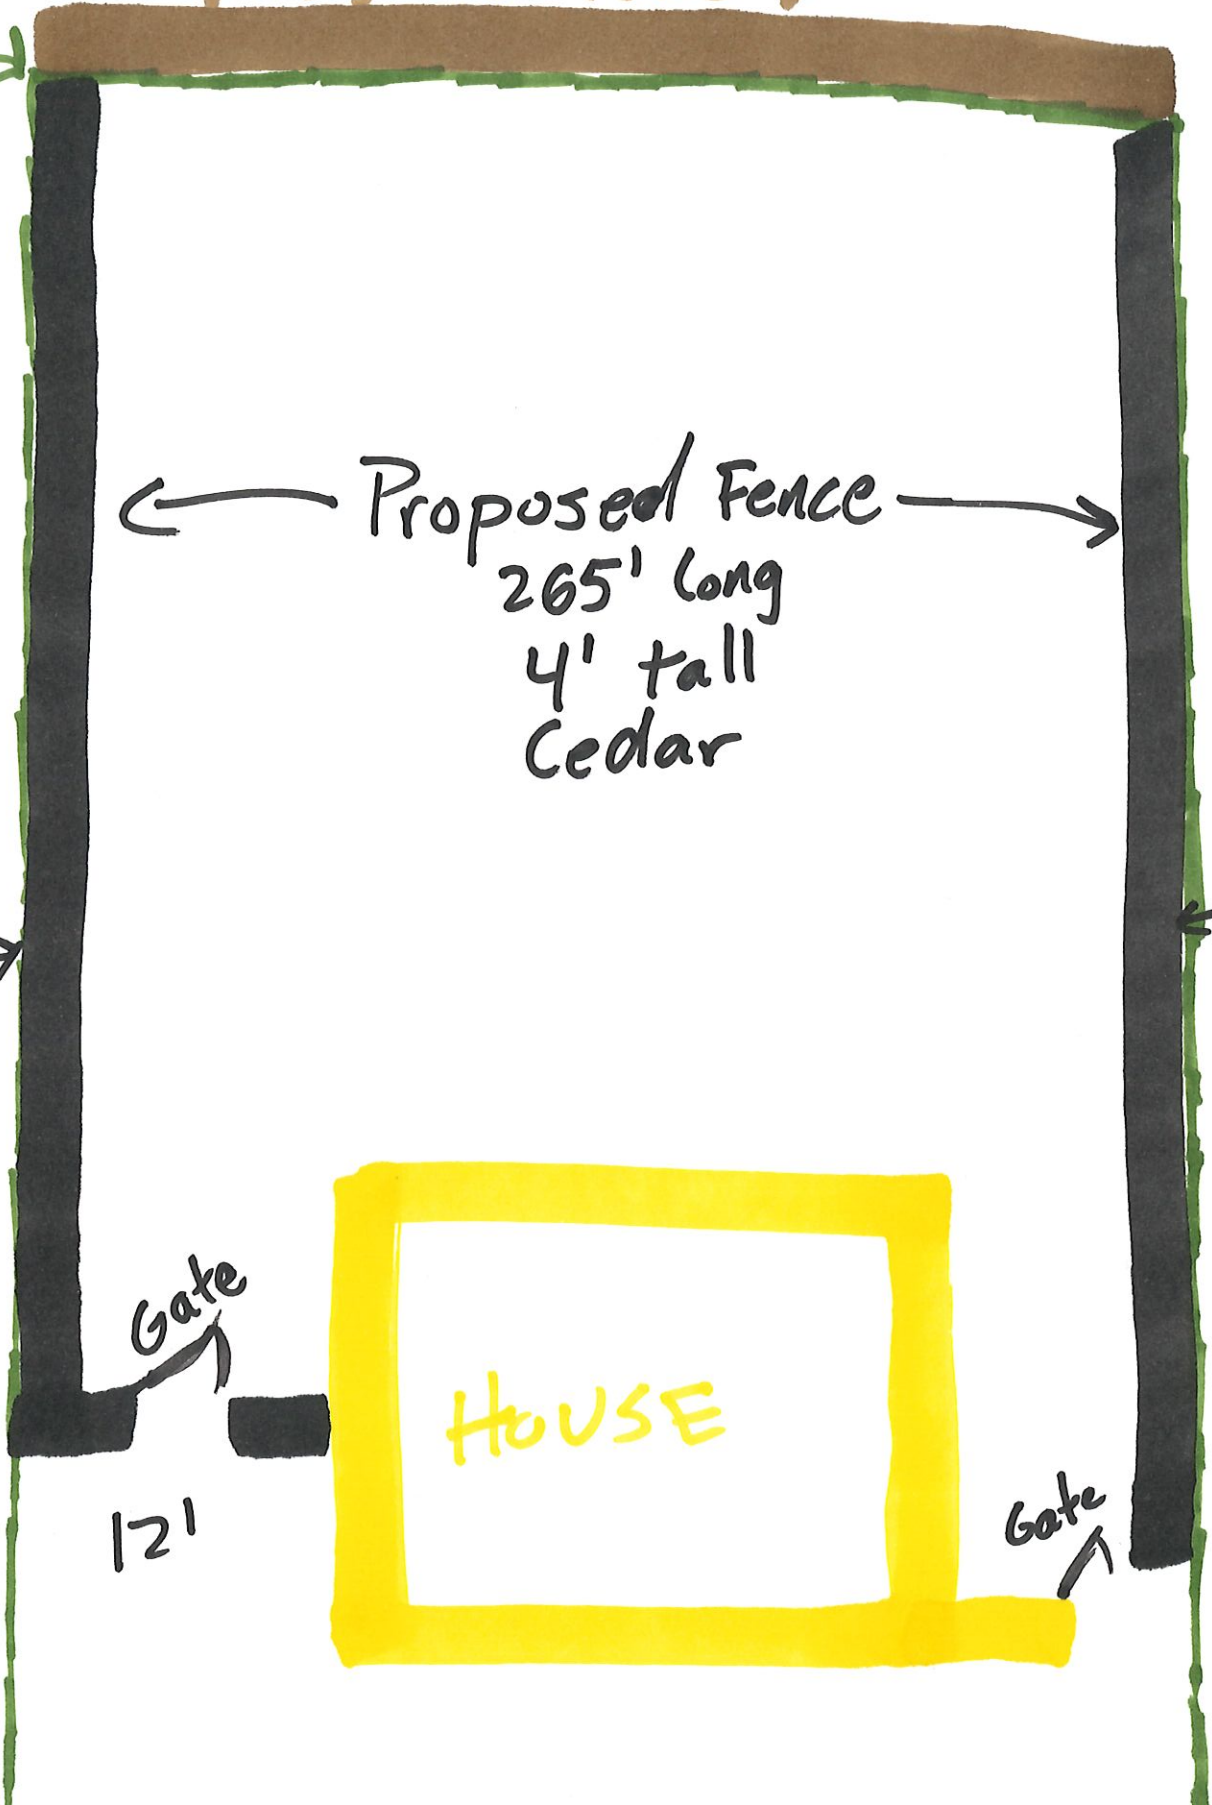 Proposed Fence
265' long
4' tall
Cedar
Gate
HOUSE
Gate
12'